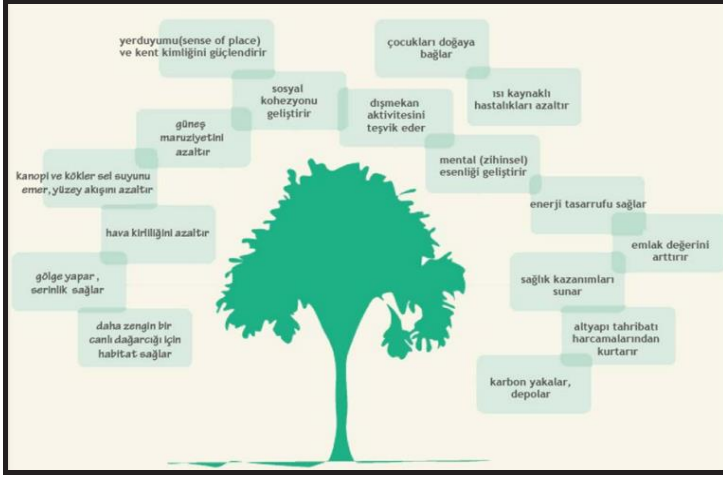 yerduyumu(sense of place)
ve kent kimliğini güçlendirir
çocukları doğaya
bağlar
sosyal
kohezyonu
geliştirir
dışmekan
aktivitesini
teşvik eder
ısı kaynaklı
hastalıkları azaltır
güneş
maruziyetini
azaltır
mental (zihinsel)
esenliği geliştirir
kanopi ve kökler sel suyunu
emer, yüzey akışını azaltır
enerji tasarrufu sağlar
hava kirliliğini azaltır
emlak değerini
arttırır
gölge yapar ,
serinlik sağlar
sağlık kazanımları
sunar
daha zengin bir
canlı dağarcığı için
habitat sağlar
altyapı tahribatı
harcamalarından
kurtarır
karbon yakalar,
depolar